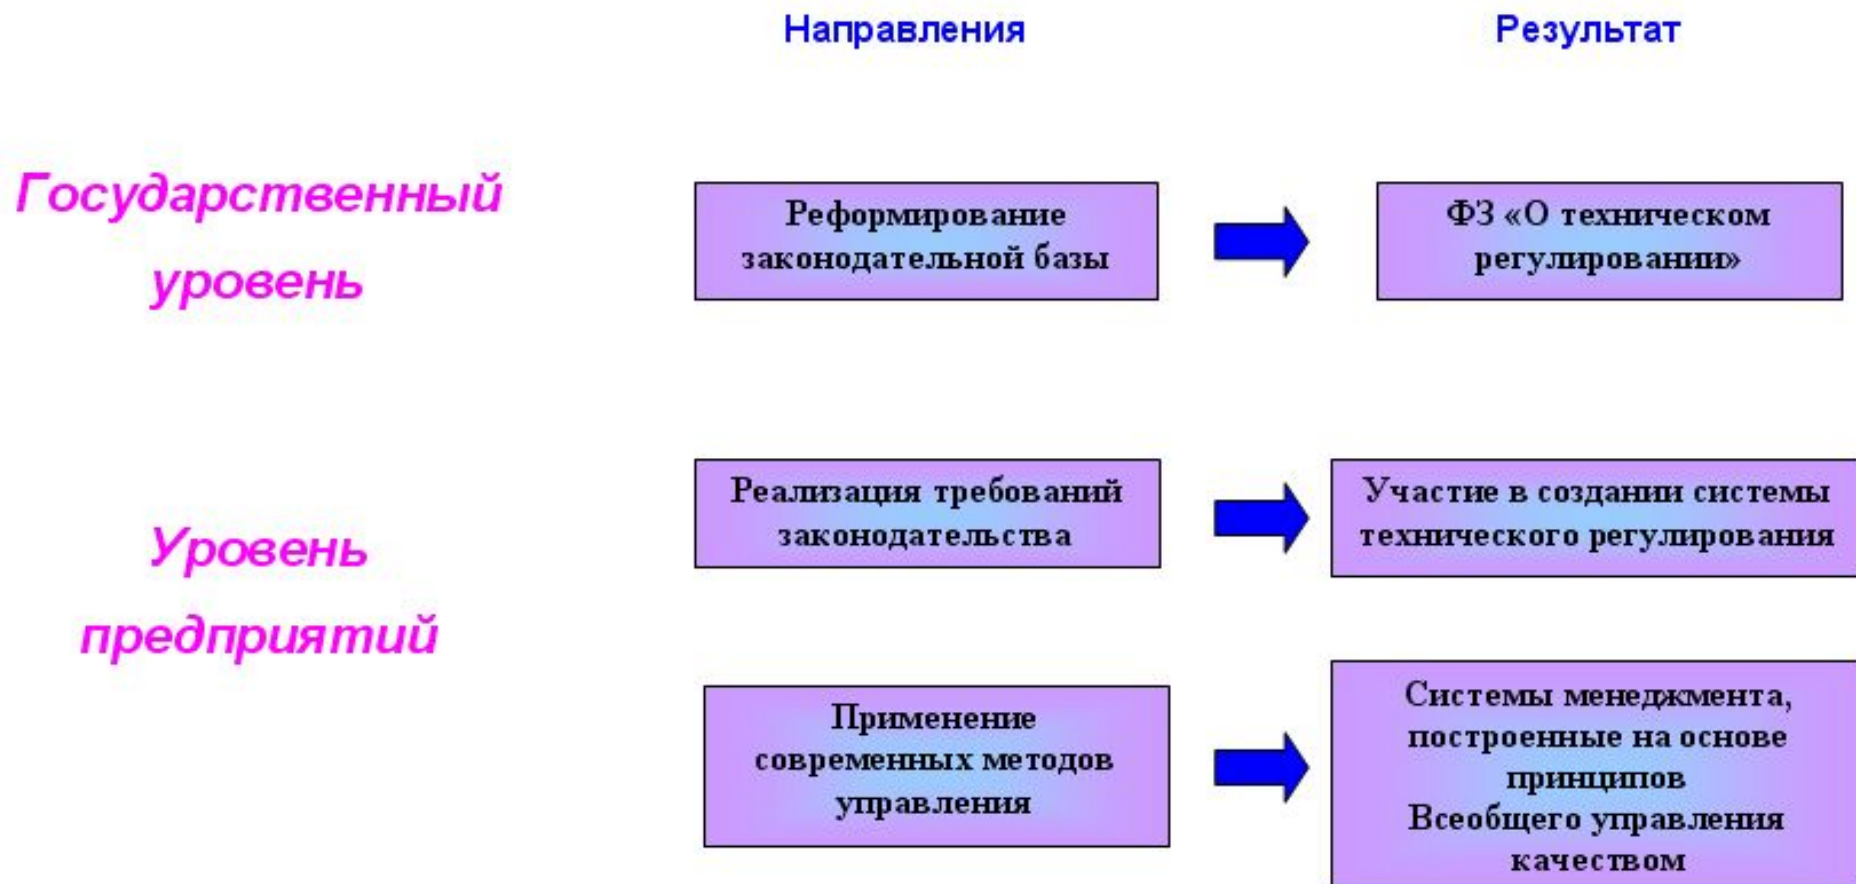 Направления
Результат
Государственный
уровень
Реформирование
законодательной базы
ФЗ «О техническом
регулировании»
Уровень
предприятий
Реализация требований
законодательства
Участие в создании системы
технического регулирования
Применение
современных методов
управления
Системы менеджмента,
построенные на основе
принципов
Всеобщего управления
качеством